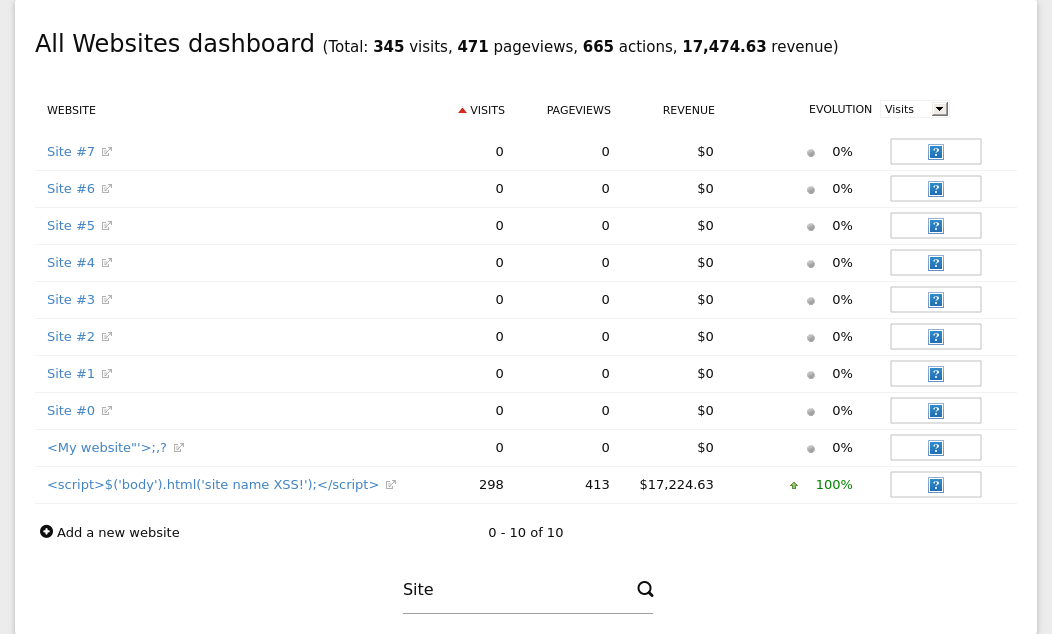 All Websites dashboard (Total: 345 visits, 471 pageviews, 665 actions, 17,474.63 revenue)
WEBSITE VISITS PAGEVIEWS REVENUE EVOLUTION Visits
Site #7 0 0 $0 0% ?
Site #6 0 0 $0 0% ?
Site #5 0 0 $0 0% ?
Site #4 0 0 $0 0% ?
Site #3 0 0 $0 0% ?
Site #2 0 0 $0 0% ?
Site #1 0 0 $0 0% ?
Site #0 0 0 $0 0% ?
<My website"'>;,? 0 0 $0 0% ?
<script>$('body').html('site name XSS!');</script> 298 413 $17,224.63 100% ?
Add a new website 0 - 10 of 10
Site